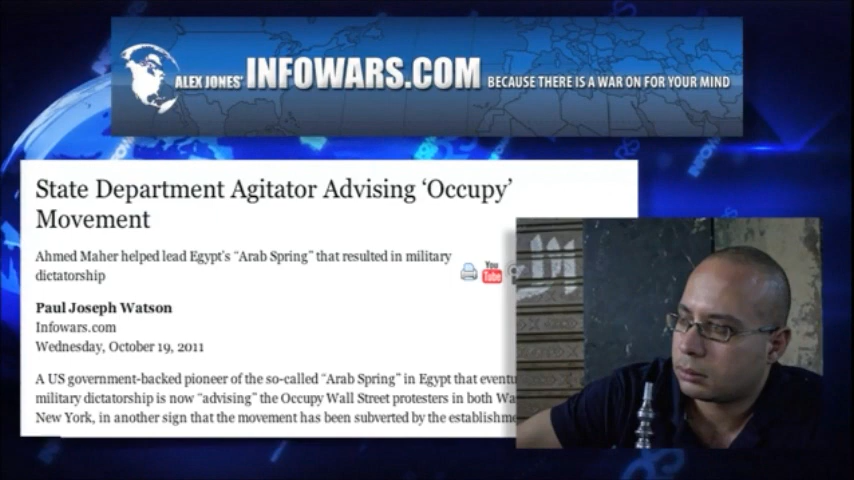 ALEX JONES' INFOWARS.COM BECAUSE THERE IS A WAR ON FOR YOUR MIND
State Department Agitator Advising ‘Occupy’
Movement
Ahmed Maher helped lead Egypt's “Arab Spring” that resulted in military
dictatorship
You
Tube
Paul Joseph Watson
Infowars.com
Wednesday, October 19, 2011
A US government-backed pioneer of the so-called “Arab Spring” in Egypt that
military dictatorship is now “advising” the Occupy Wall Street protesters in both
New York, in another sign that the movement has been subverted by the